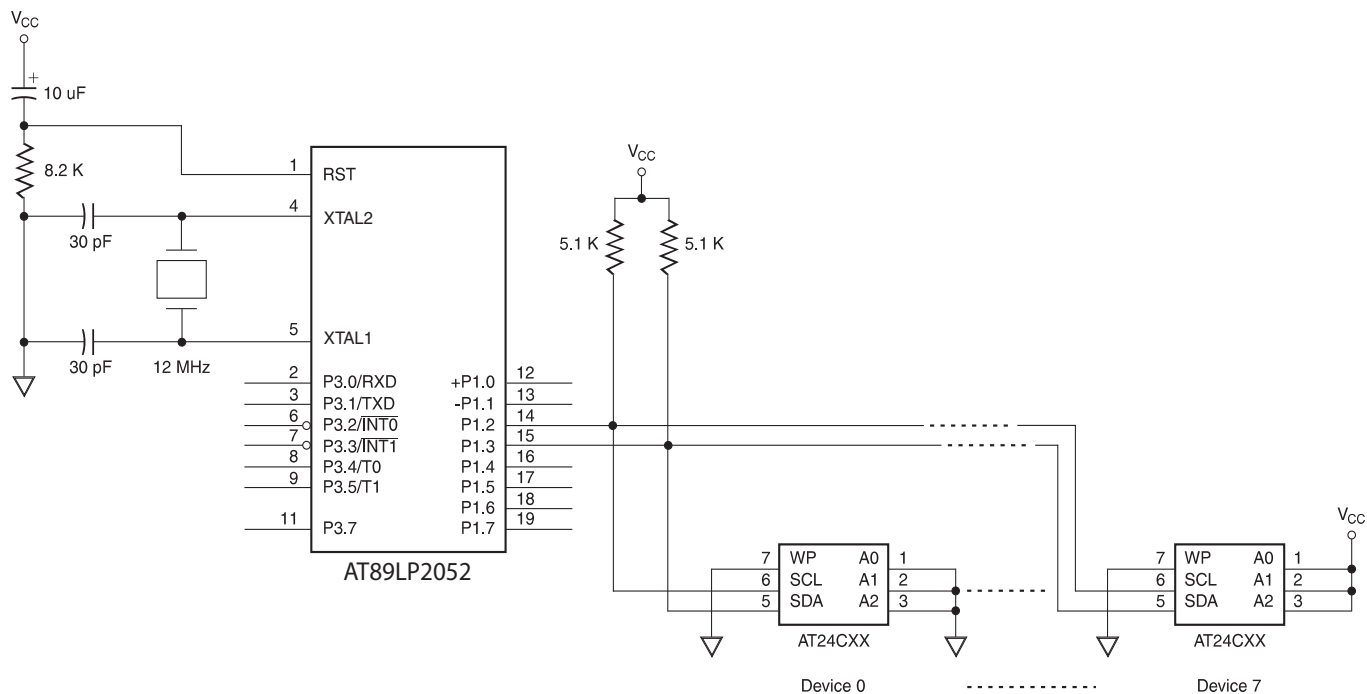 VCC
+
10 uF
8.2 K
30 pF
30 pF
12 MHz
1 RST
4 XTAL2
5 XTAL1
2 P3.0/RXD
3 P3.1/TXD
6 P3.2/INT0
7 P3.3/INT1
8 P3.4/T0
9 P3.5/T1
11 P3.7
+P1.0 12
-P1.1 13
P1.2 14
P1.3 15
P1.4 16
P1.5 17
P1.6 18
P1.7 19
AT89LP2052
VCC
5.1 K
5.1 K
7 WP A0 1
6 SCL A1 2
5 SDA A2 3
AT24CXX
Device 0
VCC
7 WP A0 1
6 SCL A1 2
5 SDA A2 3
AT24CXX
Device 7